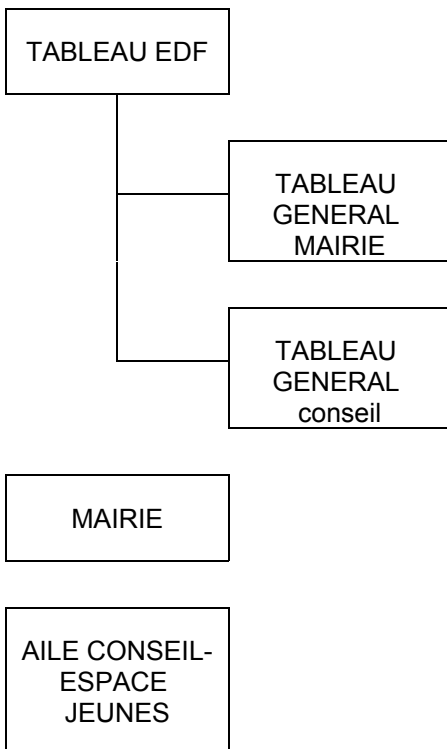 TABLEAU EDF
TABLEAU
GENERAL
MAIRIE
TABLEAU
GENERAL
conseil
MAIRIE
AILE CONSEIL-
ESPACE
JEUNES